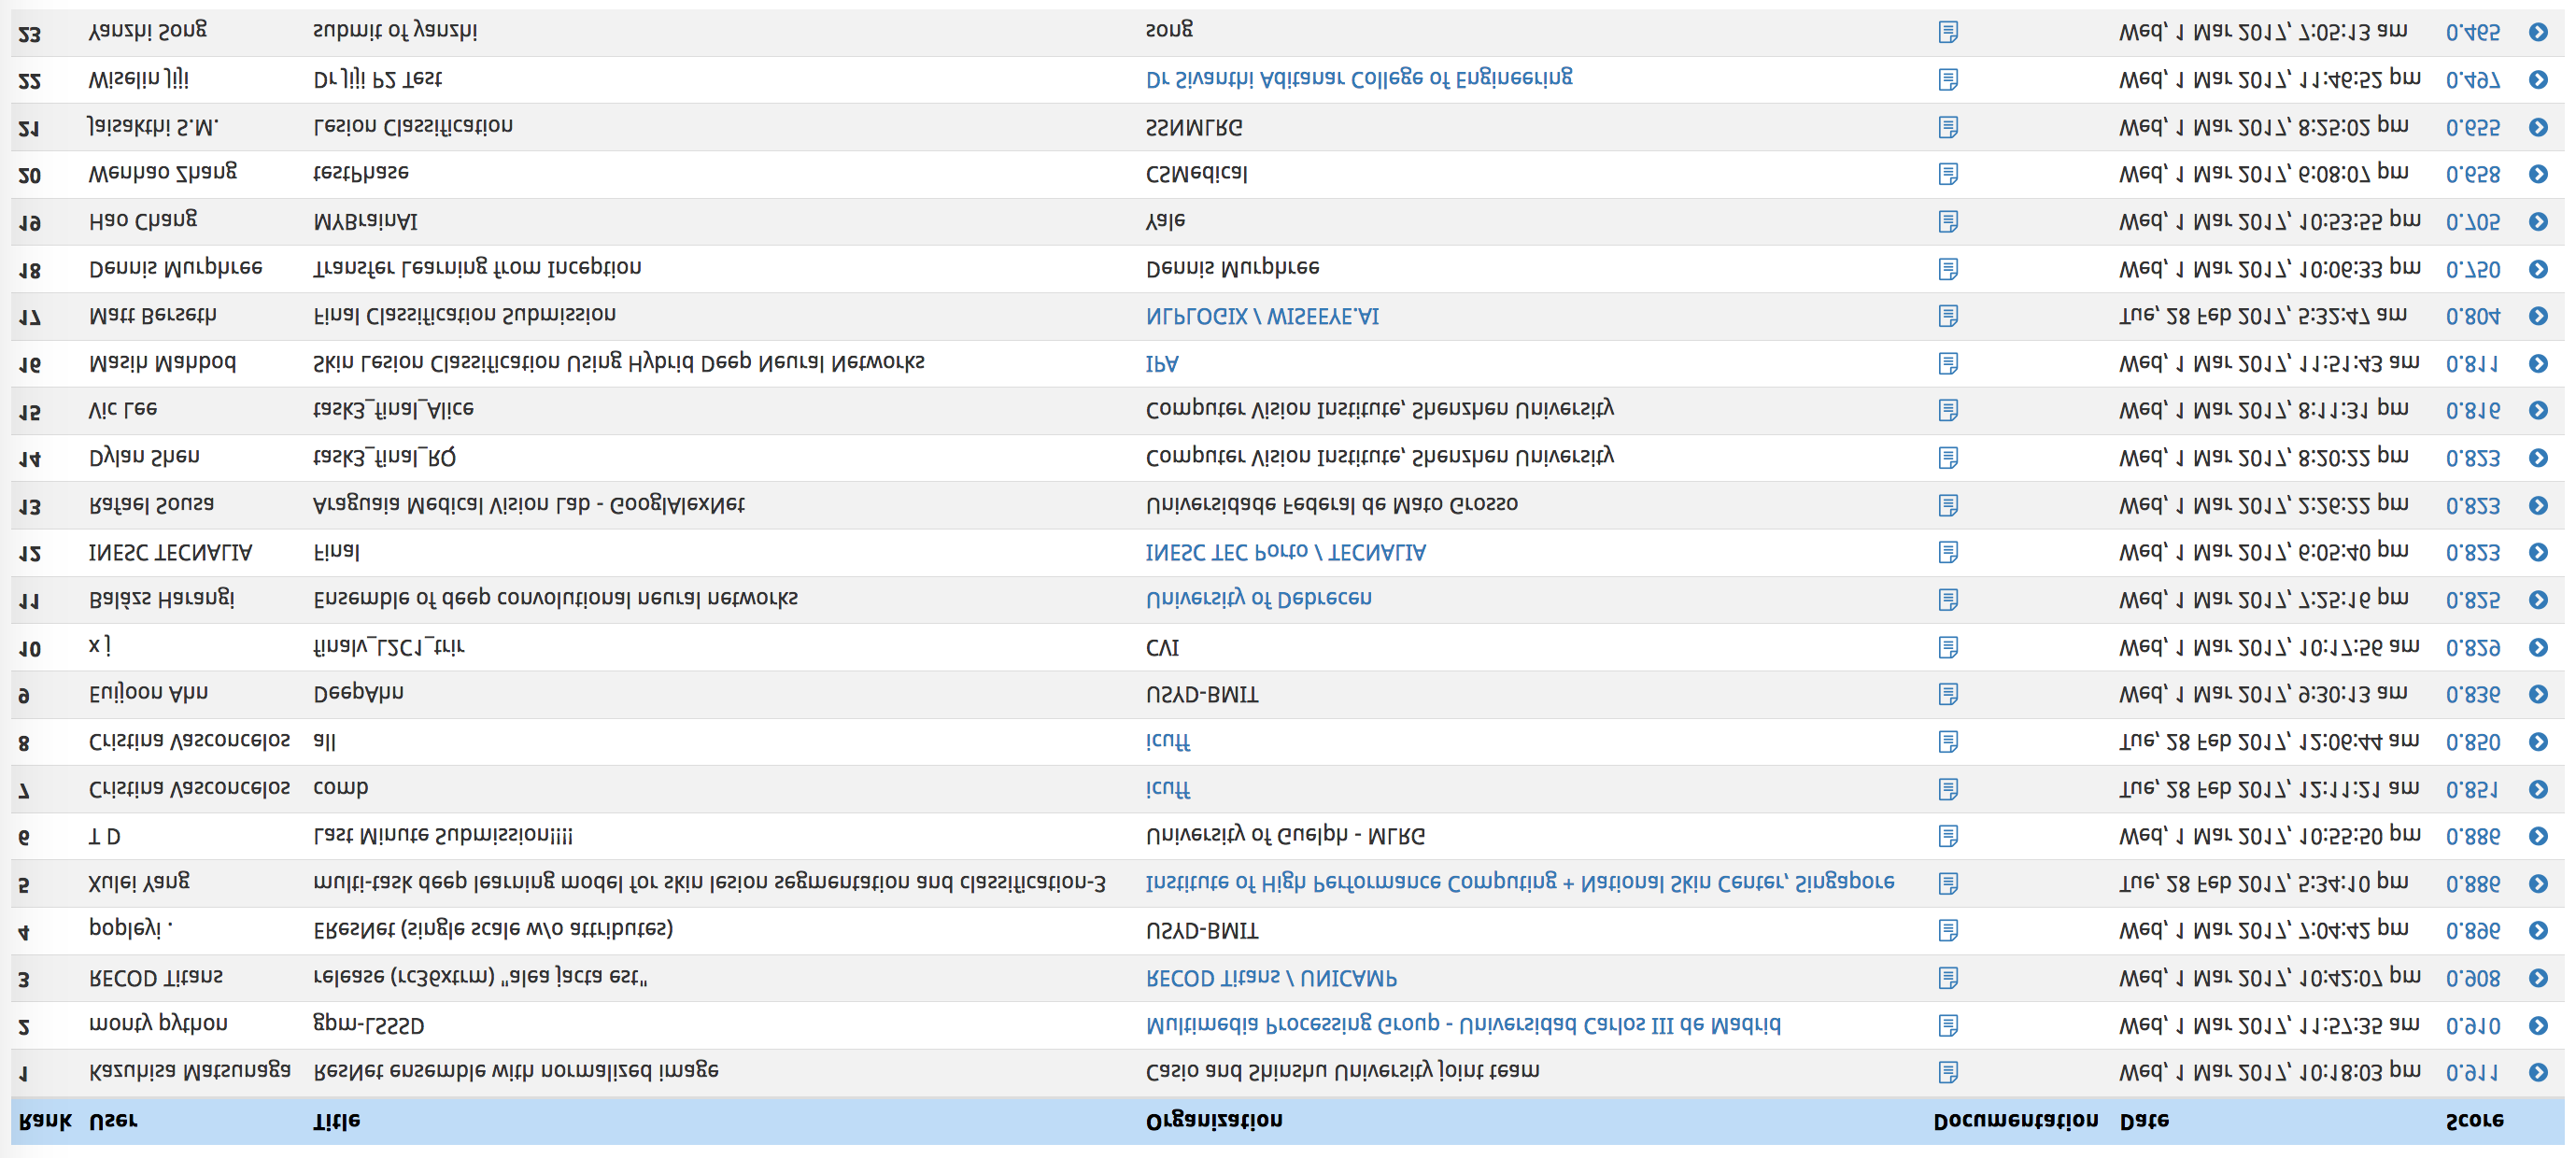 Rank User Title Organization Documentation Date Score
1 Kazuhisa Matsunaga ResNet ensemble with normalized image Casio and Shinshu University joint team Wed, 1 Mar 2017, 10:18:03 pm 0.911
2 monty python gpm-LSSSD Multimedia Processing Group - Universidad Carlos III de Madrid Wed, 1 Mar 2017, 11:57:35 am 0.910
3 RECOD Titans release (rc36xtrm) "alea jacta est" RECOD Titans / UNICAMP Wed, 1 Mar 2017, 10:42:07 pm 0.908
4 popleyi . EResNet (single scale w/o attributes) USYD-BMIT Wed, 1 Mar 2017, 7:04:42 pm 0.896
5 Xulei Yang multi-task deep learning model for skin lesion segmentation and classification-3 Institute of High Performance Computing + National Skin Center, Singapore Tue, 28 Feb 2017, 5:34:10 pm 0.886
6 T D Last Minute Submission!!!! University of Guelph - MLRG Wed, 1 Mar 2017, 10:55:50 pm 0.886
7 Cristina Vasconcelos comb icuff Tue, 28 Feb 2017, 12:11:21 am 0.851
8 Cristina Vasconcelos all icuff Tue, 28 Feb 2017, 12:06:44 am 0.850
9 Euijoon Ahn DeepAhn USYD-BMIT Wed, 1 Mar 2017, 9:30:13 am 0.836
10 x j finalv_L2C1_trir CVI Wed, 1 Mar 2017, 10:17:56 am 0.829
11 Balázs Harangi Ensemble of deep convolutional neural networks University of Debrecen Wed, 1 Mar 2017, 7:25:16 pm 0.825
12 INESC TECNALIA Final INESC TEC Porto / TECNALIA Wed, 1 Mar 2017, 6:05:40 pm 0.823
13 Rafael Sousa Araguaia Medical Vision Lab - GooglAlexNet Universidade Federal de Mato Grosso Wed, 1 Mar 2017, 2:26:22 pm 0.823
14 Dylan Shen task3_final_RQ Computer Vision Institute, Shenzhen University Wed, 1 Mar 2017, 8:20:22 pm 0.823
15 Vic Lee task3_final_Alice Computer Vision Institute, Shenzhen University Wed, 1 Mar 2017, 8:11:31 pm 0.816
16 Masih Mahbod Skin Lesion Classification Using Hybrid Deep Neural Networks IPA Wed, 1 Mar 2017, 11:51:43 am 0.811
17 Matt Berseth Final Classification Submission NLPLOGIX / WISEEYE.AI Tue, 28 Feb 2017, 5:32:47 am 0.804
18 Dennis Murphree Transfer Learning from Inception Dennis Murphree Wed, 1 Mar 2017, 10:06:33 pm 0.750
19 Hao Chang MYBrainAI Yale Wed, 1 Mar 2017, 10:53:55 pm 0.705
20 Wenhao Zhang testPhase CSMedical Wed, 1 Mar 2017, 6:08:07 pm 0.658
21 Jaisakthi S.M. Lesion Classification SSNMLRG Wed, 1 Mar 2017, 8:25:02 pm 0.655
22 Wiselin Jiji Dr Jiji P2 Test Dr Sivanthi Aditanar College of Engineering Wed, 1 Mar 2017, 11:46:52 pm 0.497
23 Yanzhi Song submit of yanzhi song Wed, 1 Mar 2017, 7:05:13 am 0.465